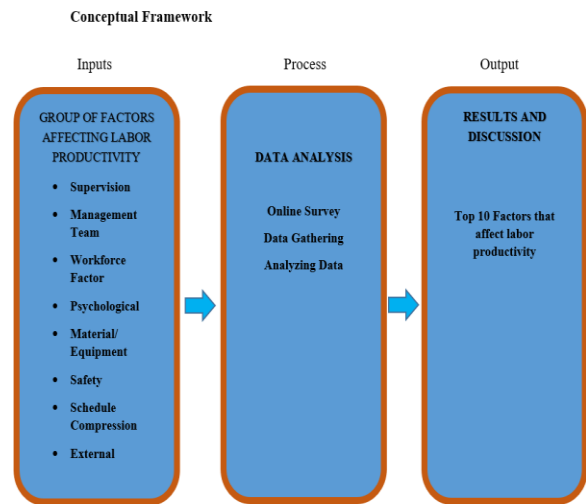 Conceptual Framework
Inputs
Process
Output
GROUP OF FACTORS
AFFECTING LABOR
PRODUCTIVITY
• Supervision
• Management
Team
• Workforce
Factor
• Psychological
• Material/
Equipment
• Safety
• Schedule
Compression
• External
DATA ANALYSIS
Online Survey
Data Gathering
Analyzing Data
RESULTS AND
DISCUSSION
Top 10 Factors that
affect labor
productivity